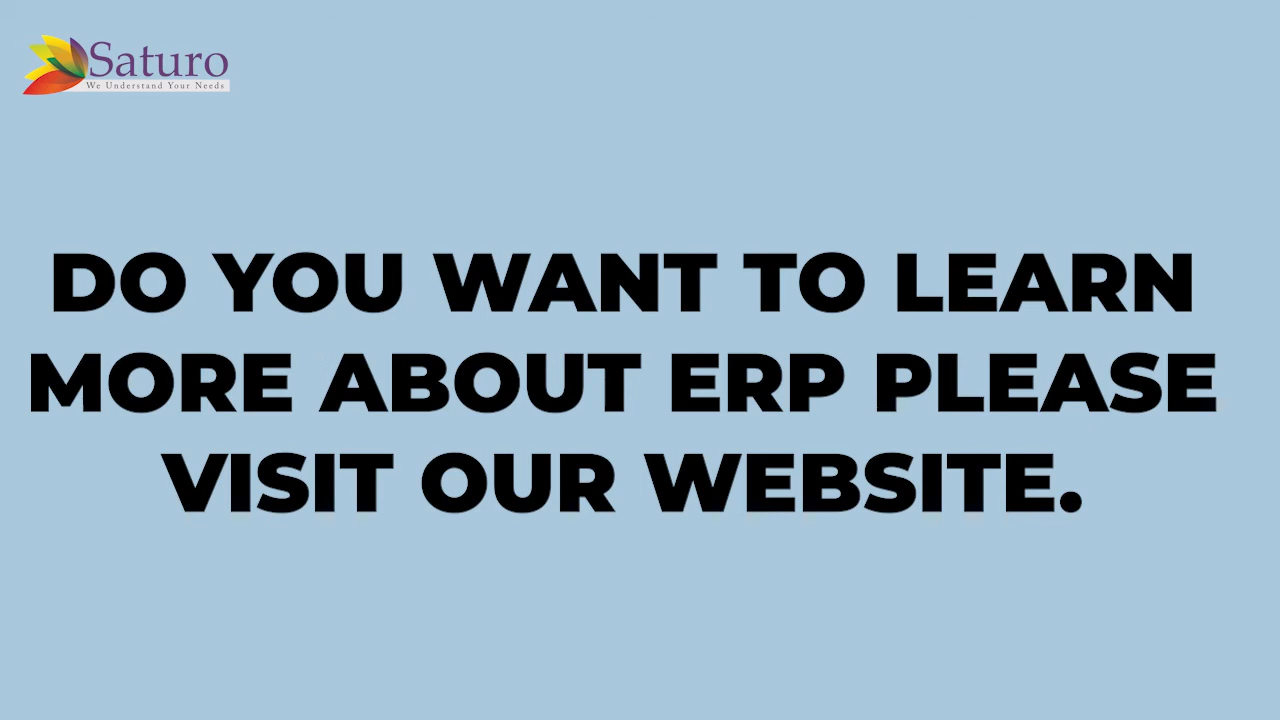 Saturo
We Understand Your Needs
DO YOU WANT TO LEARN
MORE ABOUT ERP PLEASE
VISIT OUR WEBSITE.